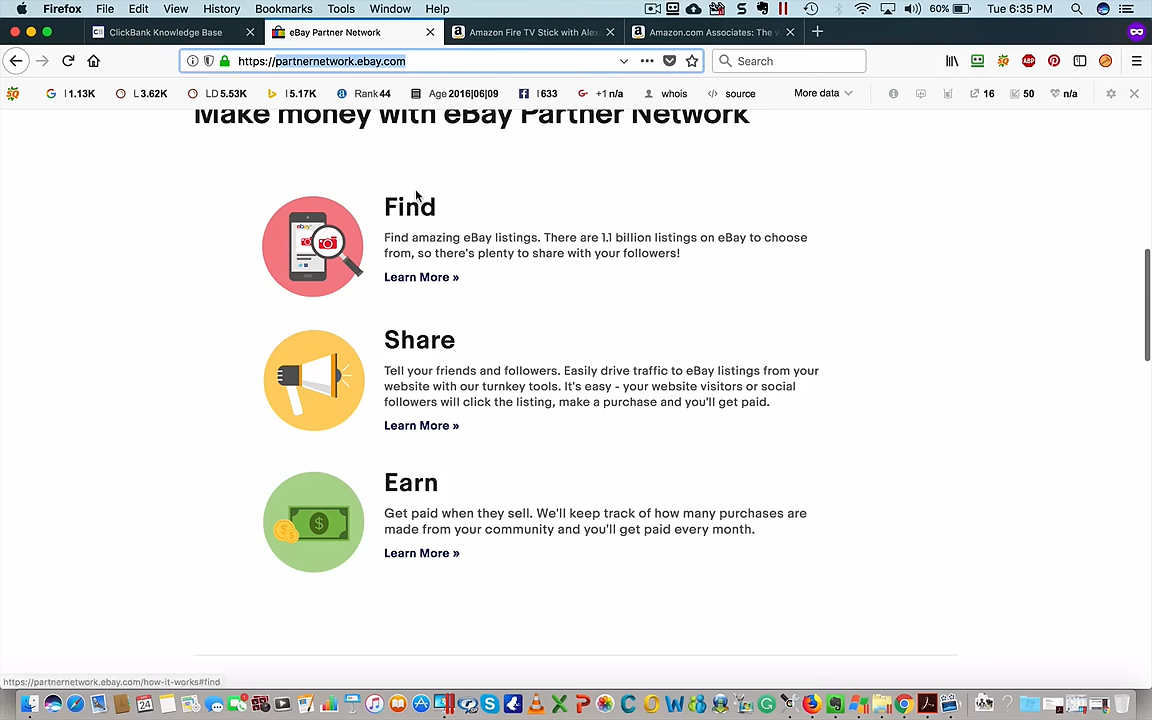 Firefox File Edit View History Bookmarks Tools Window Help 60% Tue 6:35 PM
ClickBank Knowledge Base eBay Partner Network Amazon Fire TV Stick with Alex Amazon.com Associates: The
https://partnernetwork.ebay.com Search
I 1.13K L 3.62K LD 5.53K I 5.17K Rank 44 Age 2016|06|09 I 633 +1 n/a whois source More data 16 50 n/a
Make money with eBay Partner Network
Find
Find amazing eBay listings. There are 1.1 billion listings on eBay to choose
from, so there's plenty to share with your followers!
Learn More »
Share
Tell your friends and followers. Easily drive traffic to eBay listings from your
website with our turnkey tools. It's easy - your website visitors or social
followers will click the listing, make a purchase and you'll get paid.
Learn More »
Earn
Get paid when they sell. We'll keep track of how many purchases are
made from your community and you'll get paid every month.
Learn More »
https://partnernetwork.ebay.com/how-it-works#find